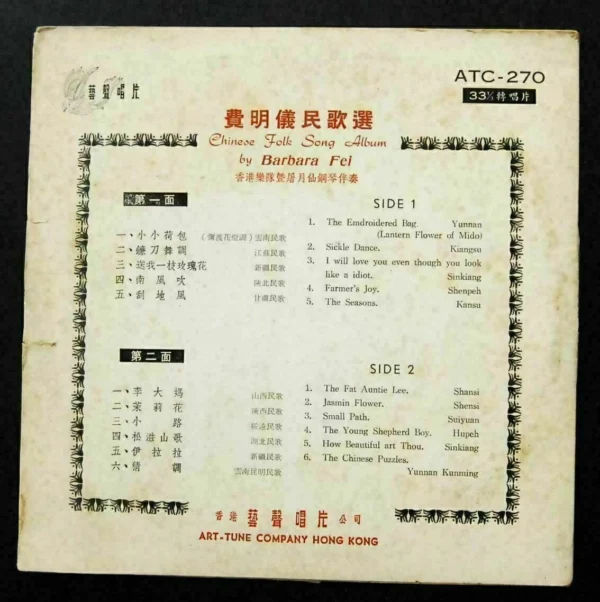 藝聲唱片
ATC-270
33⅓轉唱片
費明儀民歌選
Chinese Folk Song Album
by Barbara Fei
香港樂隊暨屠月仙鋼琴伴奏
第一面
一、小小荷包 (彌渡花燈調) 雲南民歌
二、鐮刀舞調 江蘇民歌
三、送我一枝玫瑰花 新疆民歌
四、南風吹 陝北民歌
五、刮地風 甘肅民歌
SIDE 1
1. The Emdroidered Bag. Yunnan
(Lantern Flower of Mido)
2. Sickle Dance. Kiangsu
3. I will love you even though you look
like a idiot. Sinkiang
4. Farmer's Joy. Shenpeh
5. The Seasons. Kansu
第二面
一、李大媽 山西民歌
二、茉莉花 陝西民歌
三、小路 綏遠民歌
四、松滋山歌 湖北民歌
五、伊拉拉 新疆民歌
六、猜調 雲南昆明民歌
SIDE 2
1. The Fat Auntie Lee. Shansi
2. Jasmin Flower. Shensi
3. Small Path. Suiyuan
4. The Young Shepherd Boy. Hupeh
5. How Beautiful art Thou. Sinkiang
6. The Chinese Puzzles.
Yunnan Kunming
香港藝聲唱片公司
ART-TUNE COMPANY HONG KONG